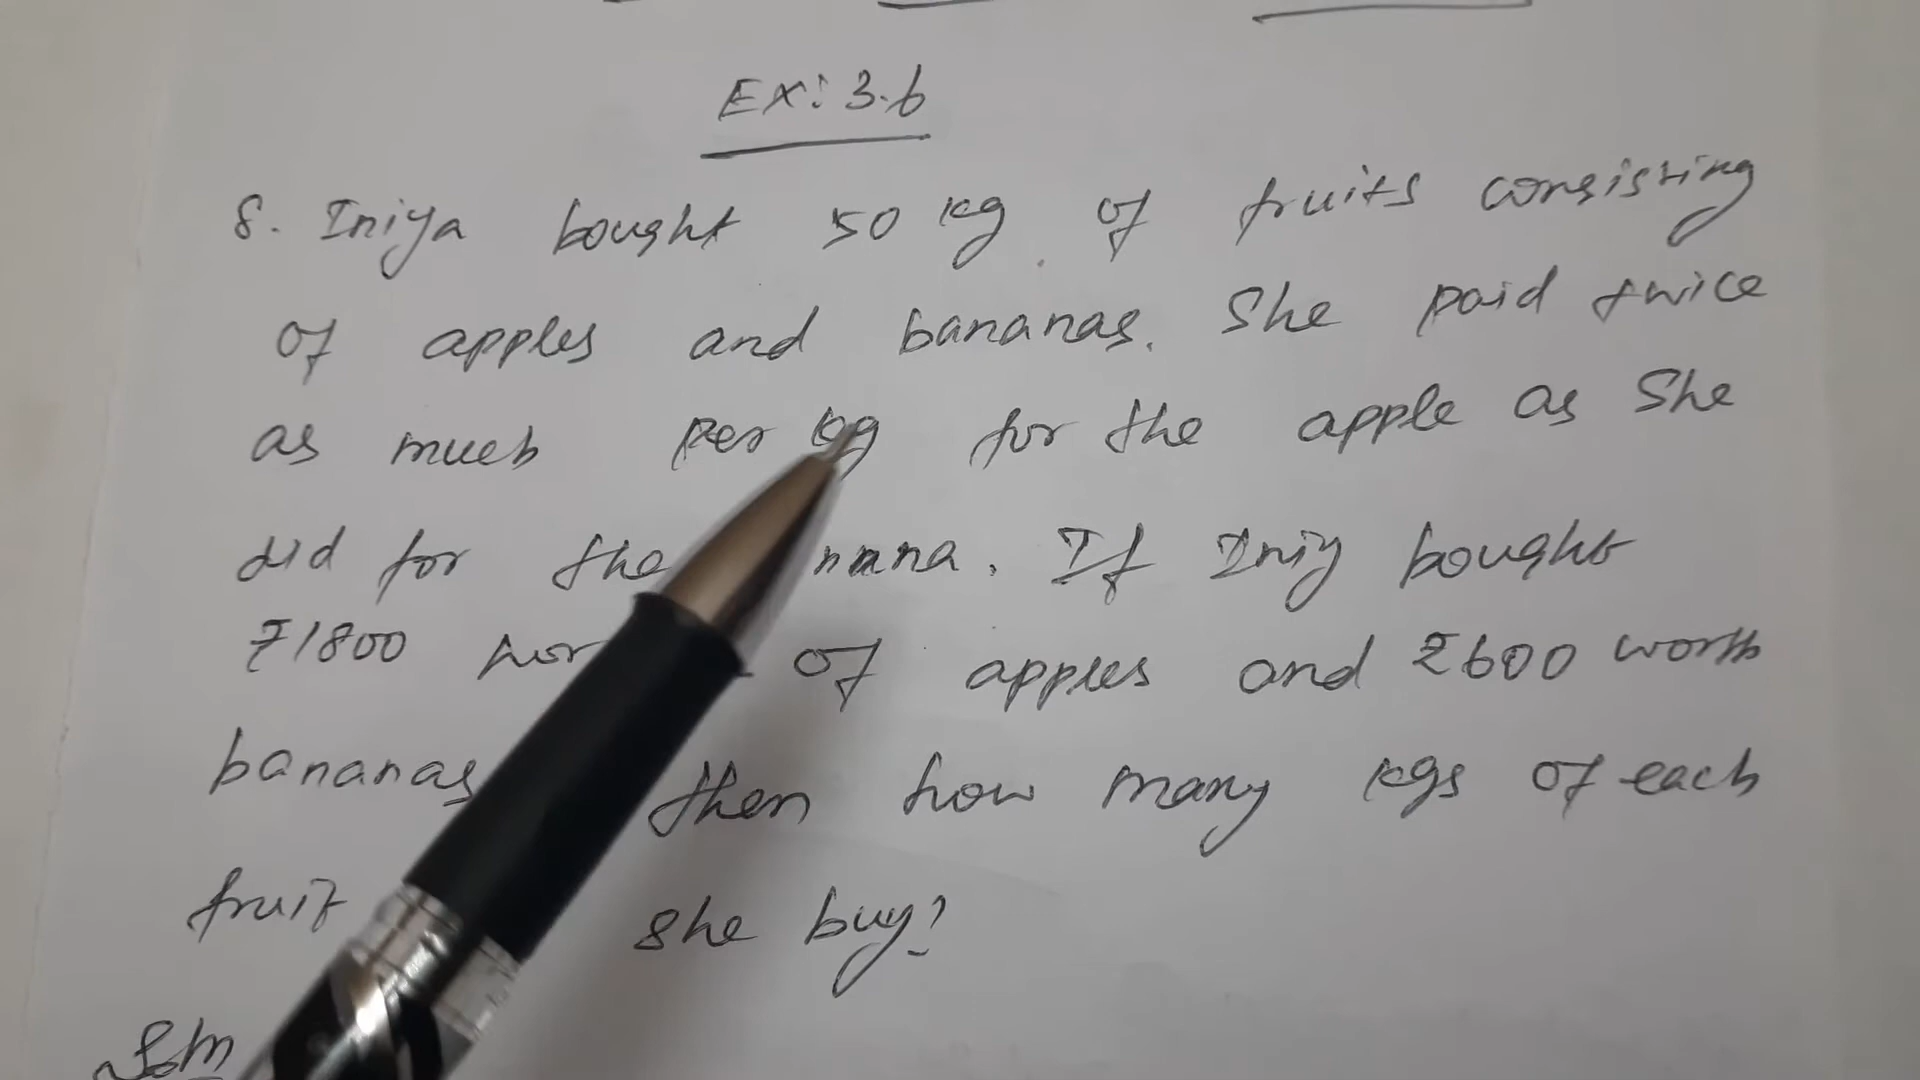 Ex: 3.6
8. Iniya bought 50 kg of fruits consisting
of apples and bananas. She paid twice
as much per kg for the apple as she
did for the . If Iniy bought
₹1800 of apples and ₹600 worth
bananas then how many kgs of each
fruit she buy?
Soln